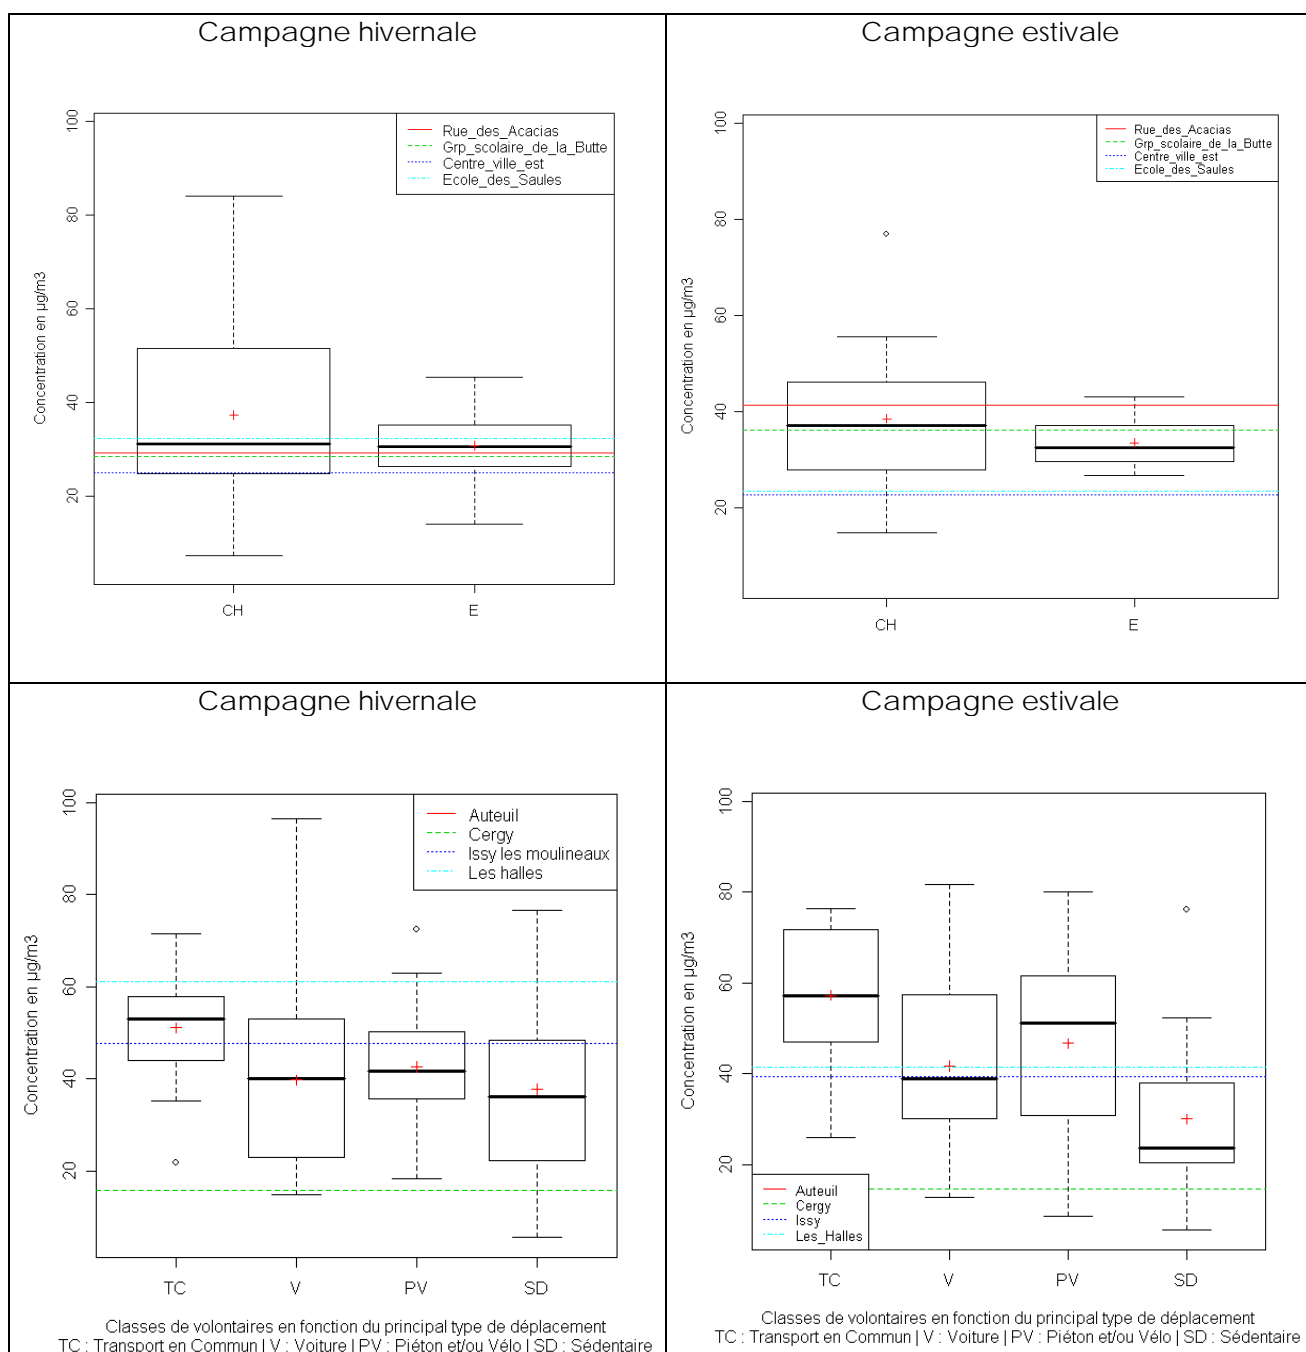 Campagne hivernale
Campagne estivale
100
80
60
40
20
Concentration en µg/m3
Rue_des_Acacias
Grp_scolaire_de_la_Butte
Centre_ville_est
Ecole_des_Saules
CH
E
100
80
60
40
20
Concentration en µg/m3
Rue_des_Acacias
Grp_scolaire_de_la_Butte
Centre_ville_est
Ecole_des_Saules
CH
E
Campagne hivernale
Campagne estivale
100
80
60
40
20
Concentration en µg/m3
Auteuil
Cergy
Issy les moulineaux
Les halles
TC
V
PV
SD
Classes de volontaires en fonction du principal type de déplacement
TC : Transport en Commun | V : Voiture | PV : Piéton et/ou Vélo | SD : Sédentaire
100
80
60
40
20
Concentration en µg/m3
Auteuil
Cergy
Issy
Les_Halles
TC
V
PV
SD
Classes de volontaires en fonction du principal type de déplacement
TC : Transport en Commun | V : Voiture | PV : Piéton et/ou Vélo | SD : Sédentaire